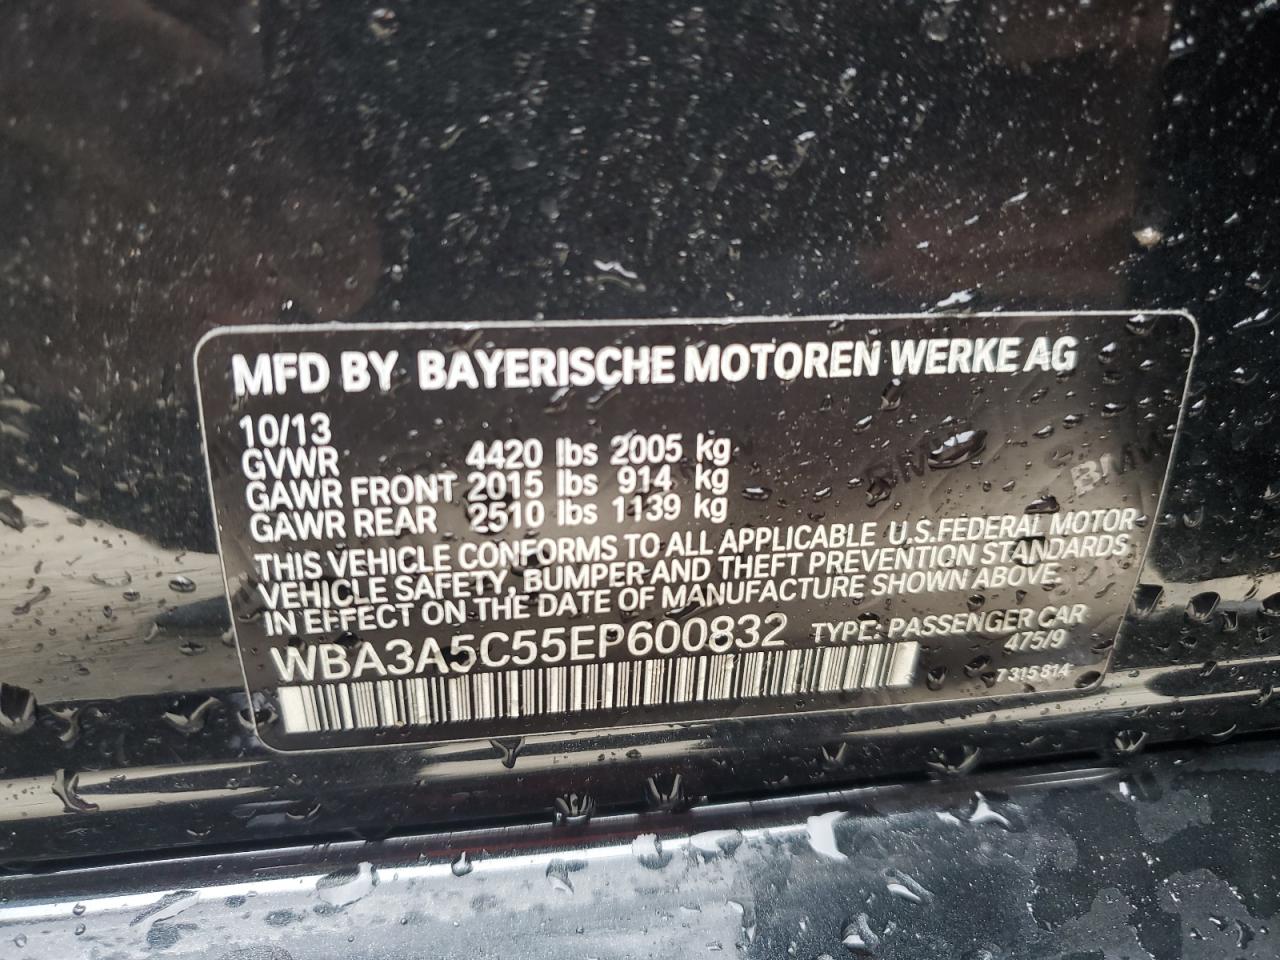 MFD BY BAYERISCHE MOTOREN WERKE AG
10/13
GVWR 4420 lbs 2005 kg
GAWR FRONT 2015 lbs 914 kg
GAWR REAR 2510 lbs 1139 kg
THIS VEHICLE CONFORMS TO ALL APPLICABLE U.S.FEDERAL MOTOR
VEHICLE SAFETY, BUMPER AND THEFT PREVENTION STANDARDS
IN EFFECT ON THE DATE OF MANUFACTURE SHOWN ABOVE.
WBA3A5C55EP600832 TYPE: PASSENGER CAR
475/9
7 315 814
BMW